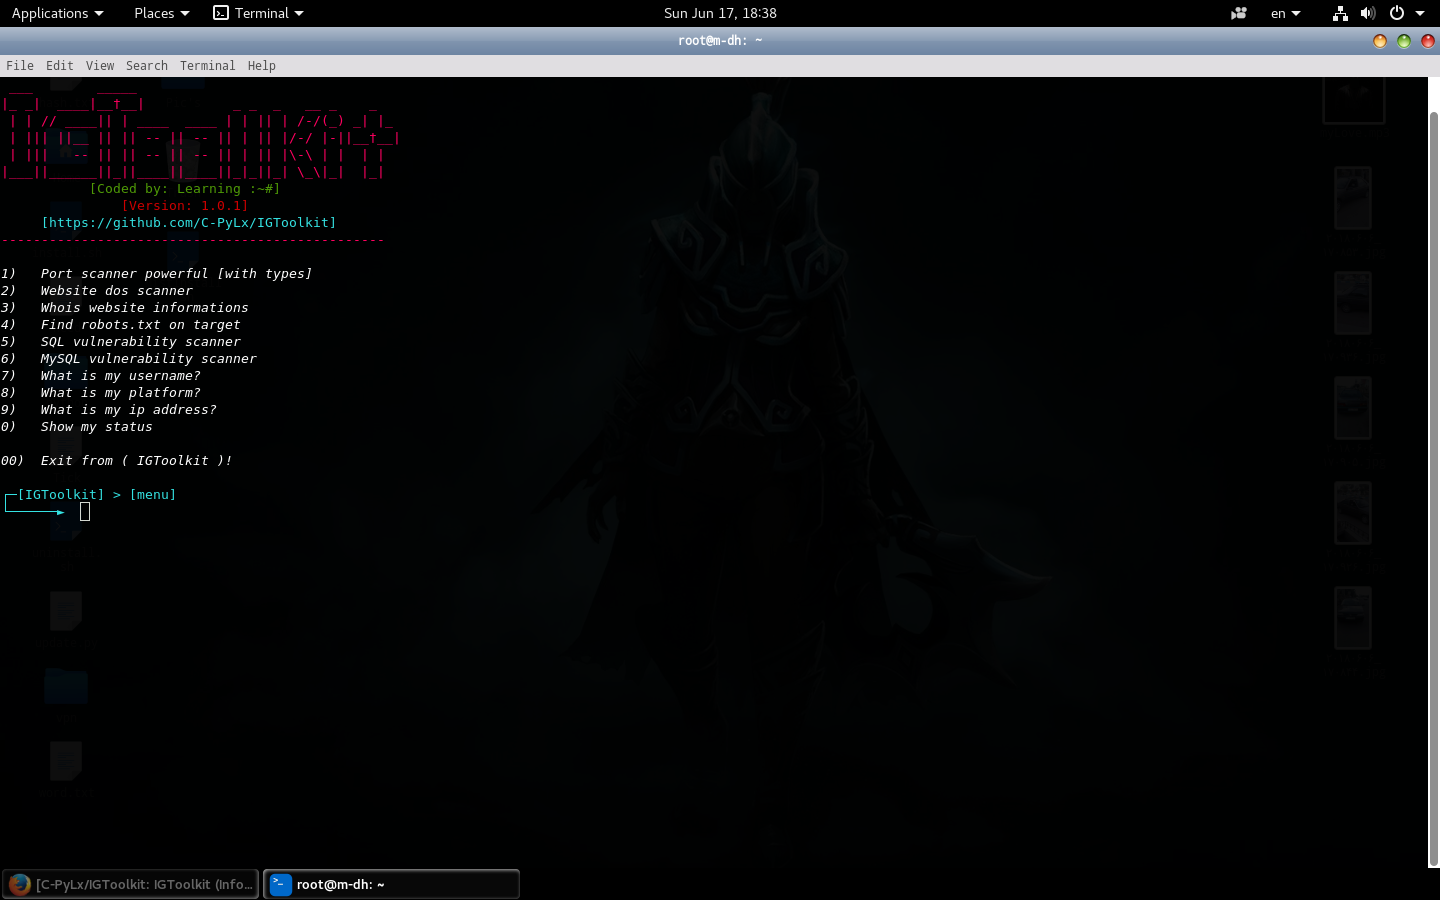 Applications Places Terminal Sun Jun 17, 18:38 en
root@m-dh: ~
File Edit View Search Terminal Help
IGToolkit
[Coded by: Learning :~#]
[Version: 1.0.1]
[https://github.com/C-PyLx/IGToolkit]
------------------------------------------------
1) Port scanner powerful [with types]
2) Website dos scanner
3) Whois website informations
4) Find robots.txt on target
5) SQL vulnerability scanner
6) MySQL vulnerability scanner
7) What is my username?
8) What is my platform?
9) What is my ip address?
0) Show my status
00) Exit from ( IGToolkit )!
┌─[IGToolkit] > [menu]
└──────►
[C-PyLx/IGToolkit: IGToolkit (Info... root@m-dh: ~